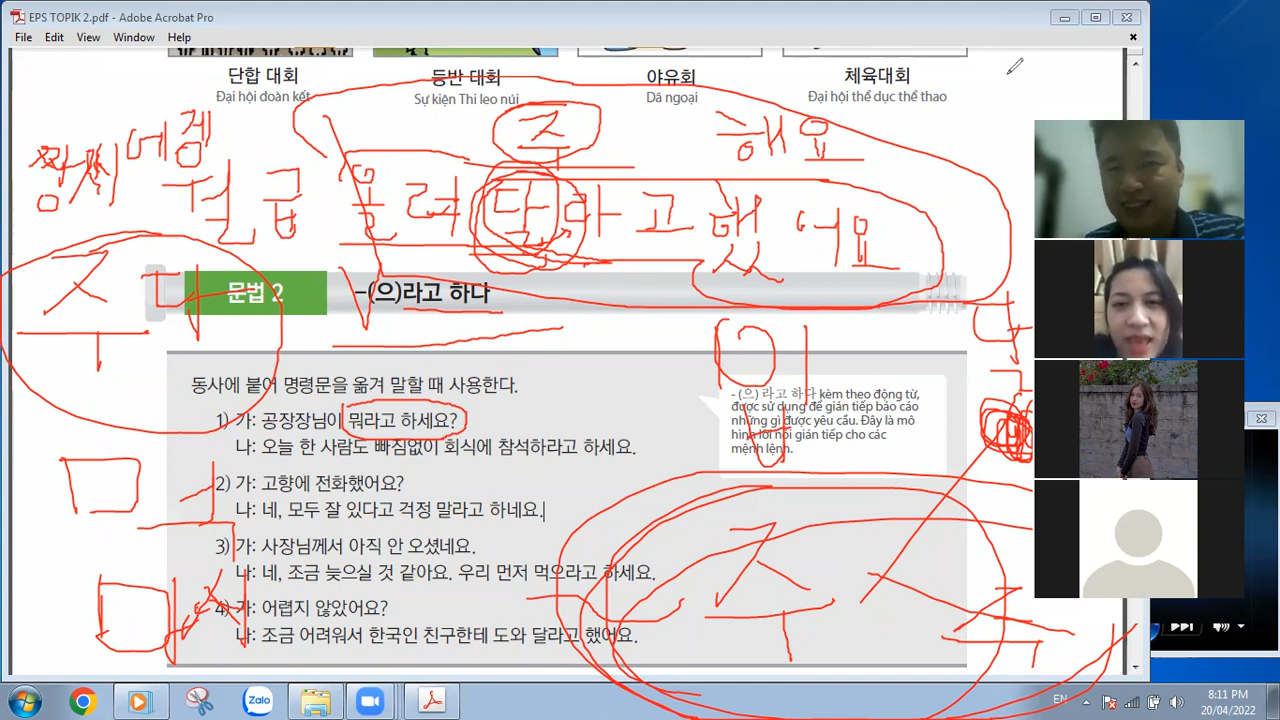 EPS TOPIK 2.pdf - Adobe Acrobat Pro
File Edit View Window Help
단합 대회 등반 대회 야유회 체육대회
Đại hội đoàn kết Sự kiện Thi leo núi Dã ngoại Đại hội thể dục thể thao
주 해요
예정
월급 올려 달라고 했어요
주다
문법 2 -(으)라고 하다
동사에 붙어 명령문을 옮겨 말할 때 사용한다.
1) 가: 공장장님이 뭐라고 하세요?
나: 오늘 한 사람도 빠짐없이 회식에 참석하라고 하세요.
2) 가: 고향에 전화했어요?
나: 네, 모두 잘 있다고 걱정 말라고 하네요.
3) 가: 사장님께서 아직 안 오셨네요.
나: 네, 조금 늦으실 것 같아요. 우리 먼저 먹으라고 하세요.
4) 가: 어렵지 않았어요?
나: 조금 어려워서 한국인 친구한테 도와 달라고 했어요.
- (으) 라고 하다 kèm theo động từ,
được sử dụng để gián tiếp báo cáo
những gì được yêu cầu. Đây là mô
hình lời nói gián tiếp cho các
mệnh lệnh.
주
주
Zalo
EN
8:11 PM
20/04/2022